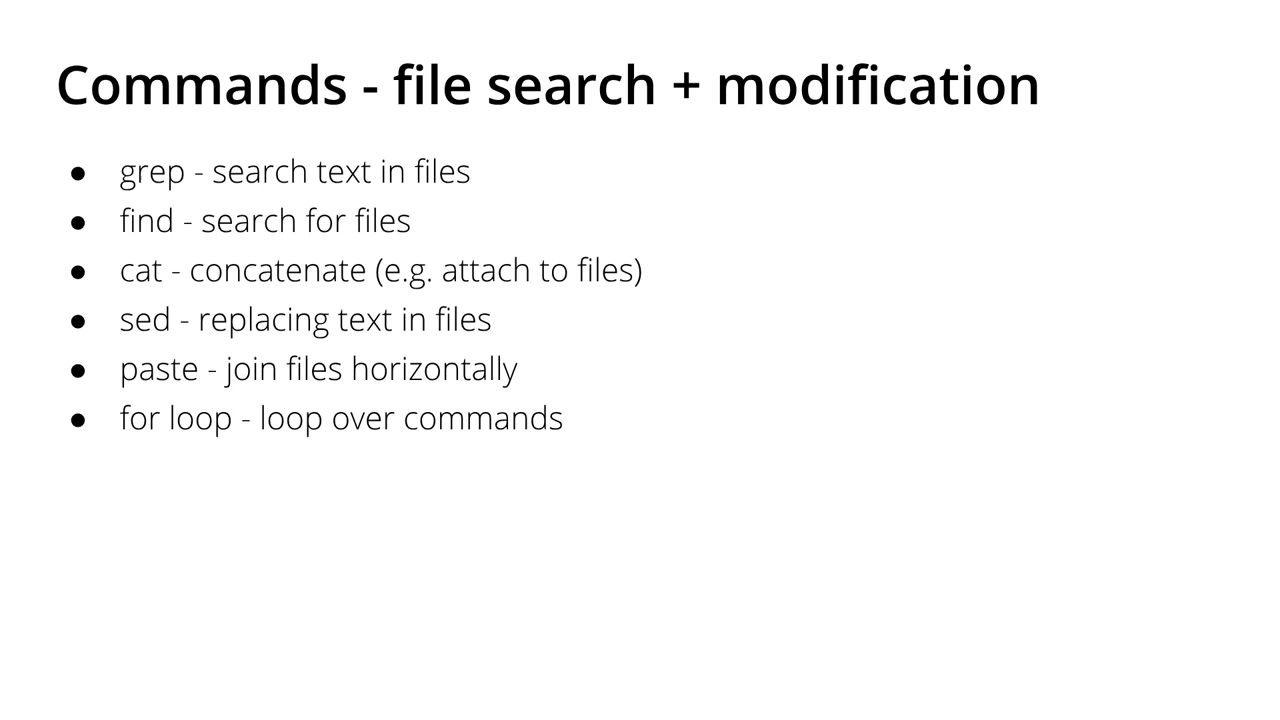 Commands - file search + modification
● grep - search text in files
● find - search for files
● cat - concatenate (e.g. attach to files)
● sed - replacing text in files
● paste - join files horizontally
● for loop - loop over commands